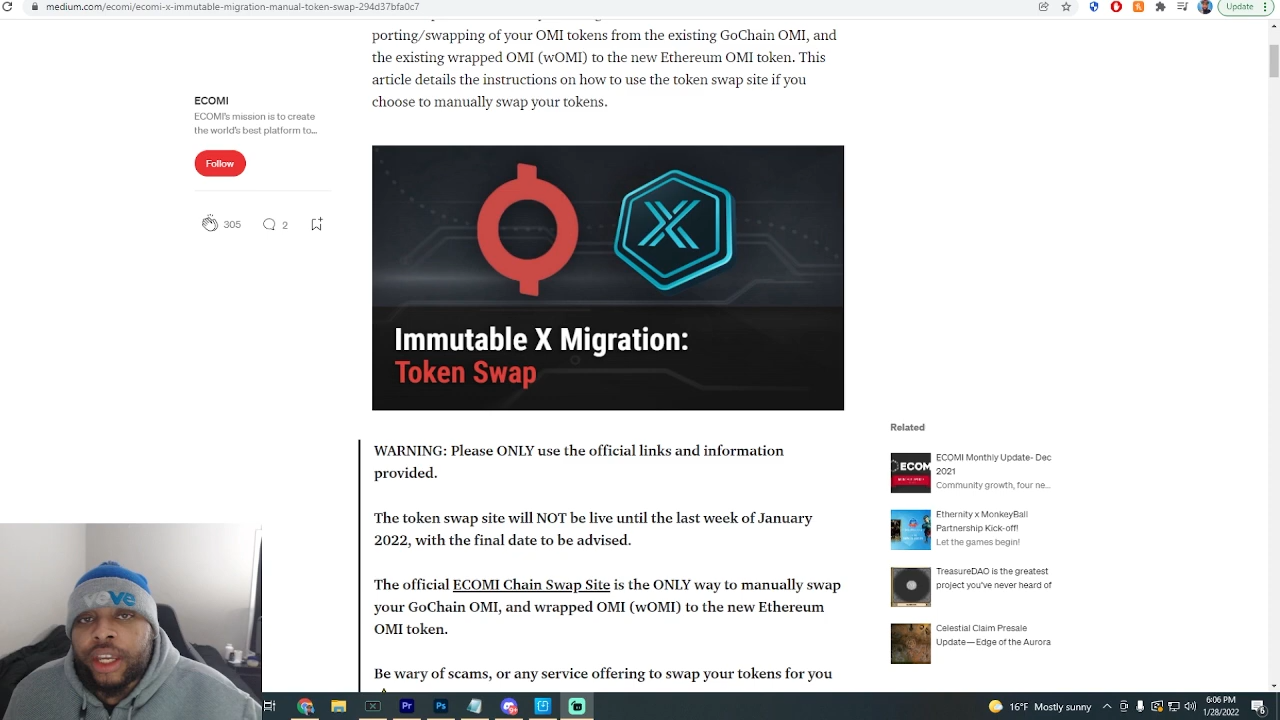 medium.com/ecomi/ecomi-x-immutable-migration-manual-token-swap-294d37bfa0c7
Update
porting/swapping of your OMI tokens from the existing GoChain OMI, and
the existing wrapped OMI (wOMI) to the new Ethereum OMI token. This
article details the instructions on how to use the token swap site if you
choose to manually swap your tokens.
ECOMI
ECOMI's mission is to create
the world's best platform to...
Follow
305
2
X
Immutable X Migration:
Token Swap
WARNING: Please ONLY use the official links and information
provided.
The token swap site will NOT be live until the last week of January
2022, with the final date to be advised.
The official ECOMI Chain Swap Site is the ONLY way to manually swap
your GoChain OMI, and wrapped OMI (wOMI) to the new Ethereum
OMI token.
Be wary of scams, or any service offering to swap your tokens for you
Related
ECOMI Monthly Update- Dec
2021
Community growth, four ne...
Ethernity x MonkeyBall
Partnership Kick-off!
Let the games begin!
TreasureDAO is the greatest
project you've never heard of
Celestial Claim Presale
Update—Edge of the Aurora
ECOM
Pr
Ps
16°F Mostly sunny
6:06 PM
1/28/2022
6